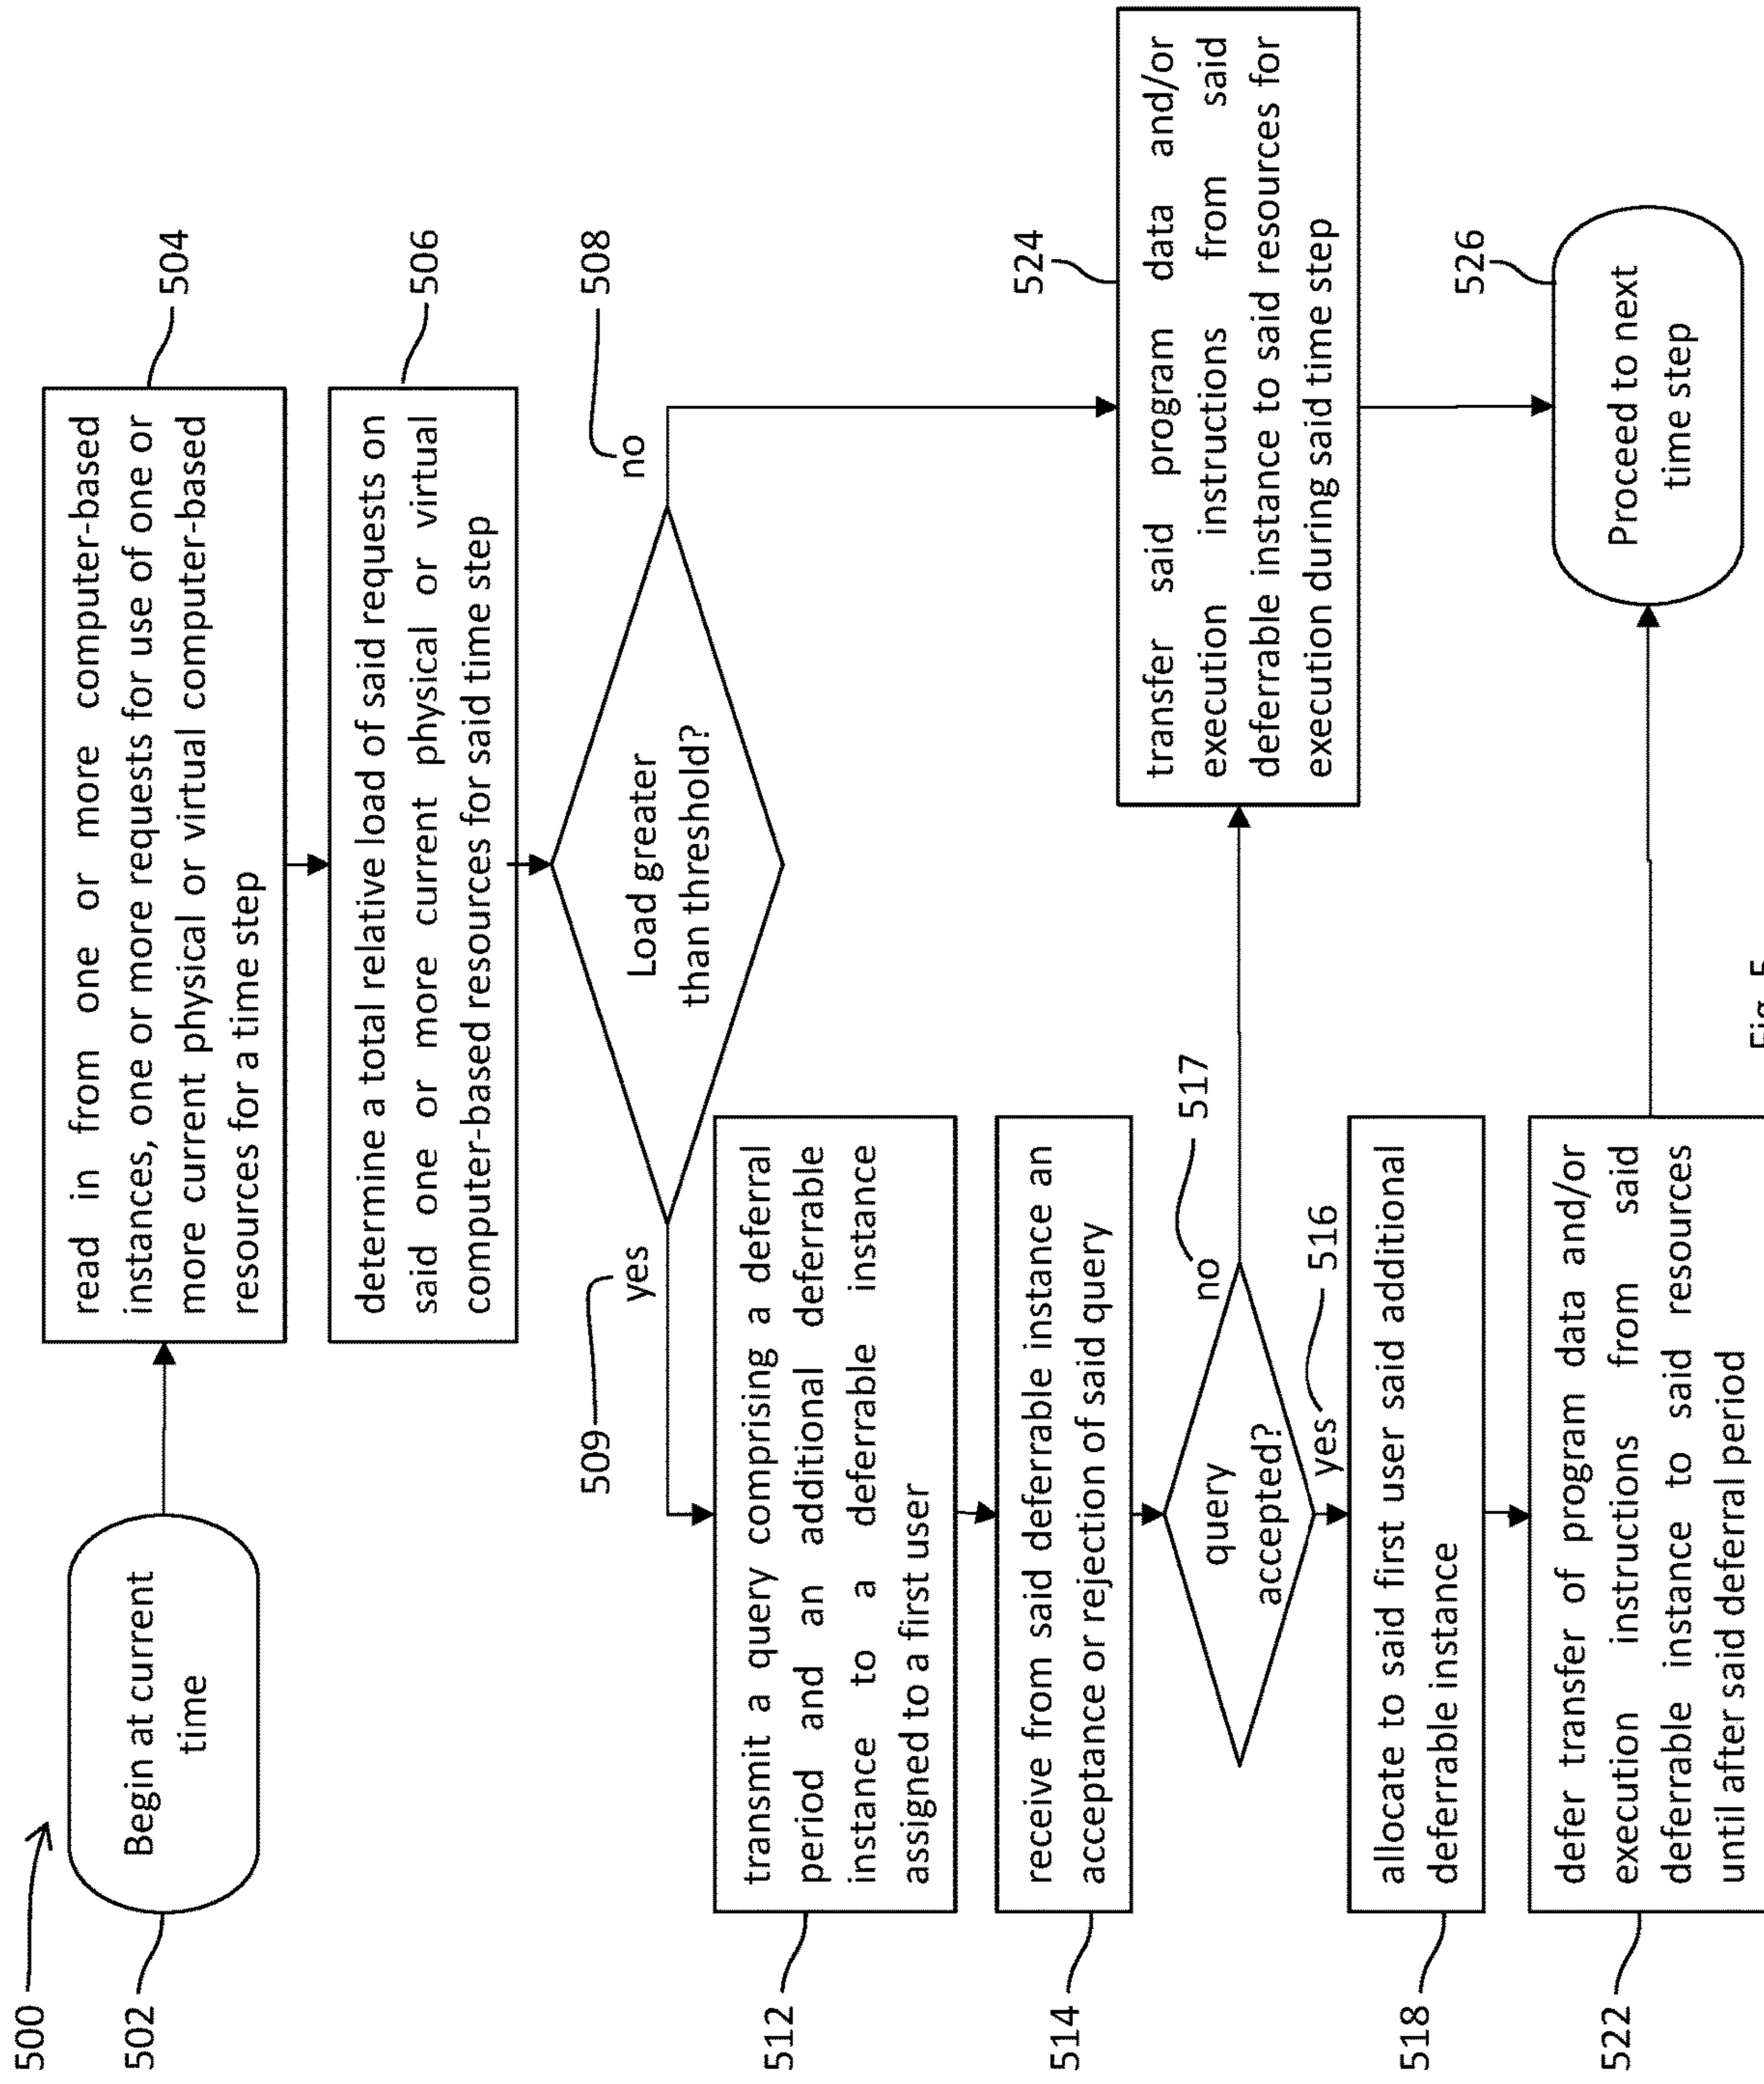 500
502
Begin at current
time
read in from one or more computer-based
instances, one or more requests for use of one or
more current physical or virtual computer-based
resources for a time step
504
determine a total relative load of said requests on
said one or more current physical or virtual
computer-based resources for said time step
506
Load greater
than threshold?
508
no
509
yes
512
transmit a query comprising a deferral
period and an additional deferrable
instance to a deferrable instance
assigned to a first user
514
receive from said deferrable instance an
acceptance or rejection of said query
query
accepted?
517
no
516
yes
518
allocate to said first user said additional
deferrable instance
522
defer transfer of program data and/or
execution instructions from said
deferrable instance to said resources
until after said deferral period
524
transfer said program data and/or
execution instructions from said
deferrable instance to said resources for
execution during said time step
526
Proceed to next
time step
Fig. 5